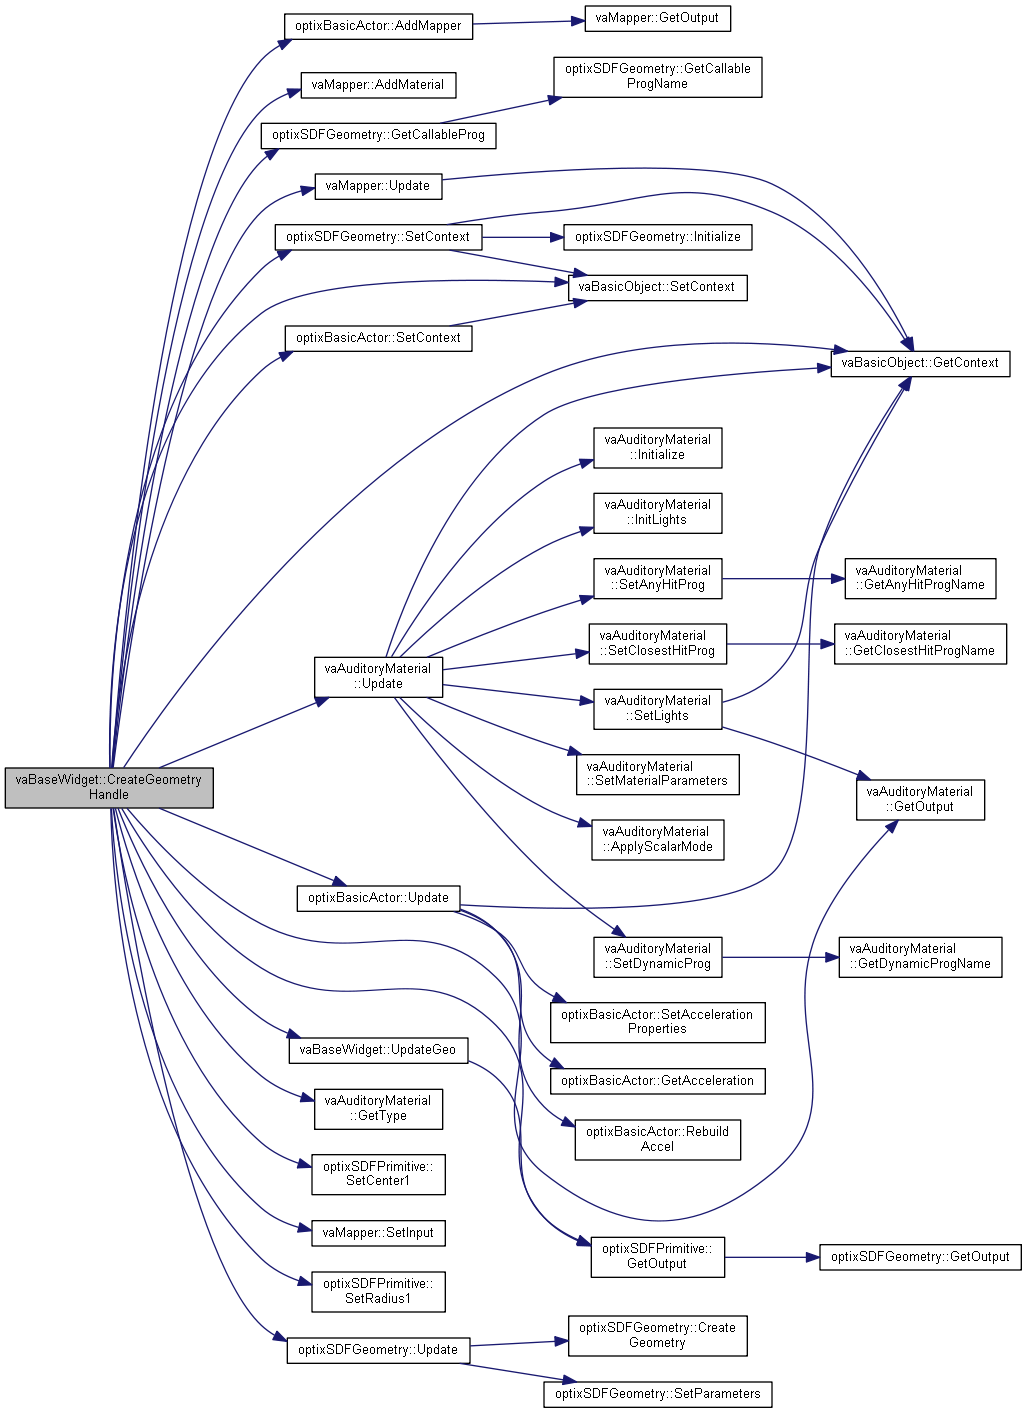 optixBasicActor::AddMapper
vaMapper::GetOutput
optixSDFGeometry::GetCallable
ProgName
vaMapper::AddMaterial
optixSDFGeometry::GetCallableProg
vaMapper::Update
optixSDFGeometry::SetContext
optixSDFGeometry::Initialize
vaBasicObject::SetContext
optixBasicActor::SetContext
vaBasicObject::GetContext
vaAuditoryMaterial
::Initialize
vaAuditoryMaterial
::InitLights
vaAuditoryMaterial
::SetAnyHitProg
vaAuditoryMaterial
::GetAnyHitProgName
vaAuditoryMaterial
::SetClosestHitProg
vaAuditoryMaterial
::GetClosestHitProgName
vaAuditoryMaterial
::Update
vaAuditoryMaterial
::SetLights
vaAuditoryMaterial
::SetMaterialParameters
vaBaseWidget::CreateGeometry
Handle
vaAuditoryMaterial
::GetOutput
vaAuditoryMaterial
::ApplyScalarMode
optixBasicActor::Update
vaAuditoryMaterial
::SetDynamicProg
vaAuditoryMaterial
::GetDynamicProgName
optixBasicActor::SetAcceleration
Properties
vaBaseWidget::UpdateGeo
optixBasicActor::GetAcceleration
vaAuditoryMaterial
::GetType
optixBasicActor::Rebuild
Accel
optixSDFPrimitive::
SetCenter1
vaMapper::SetInput
optixSDFPrimitive::
GetOutput
optixSDFGeometry::GetOutput
optixSDFPrimitive::
SetRadius1
optixSDFGeometry::Update
optixSDFGeometry::Create
Geometry
optixSDFGeometry::SetParameters